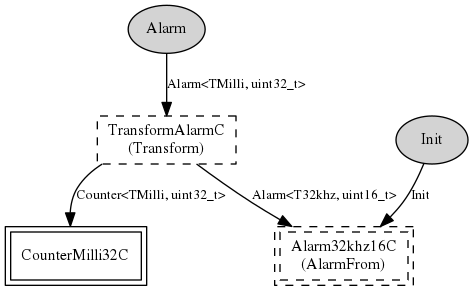 Alarm
Alarm<TMilli, uint32_t>
TransformAlarmC
(Transform)
Init
Counter<TMilli, uint32_t>
Alarm<T32khz, uint16_t>
Init
CounterMilli32C
Alarm32khz16C
(AlarmFrom)